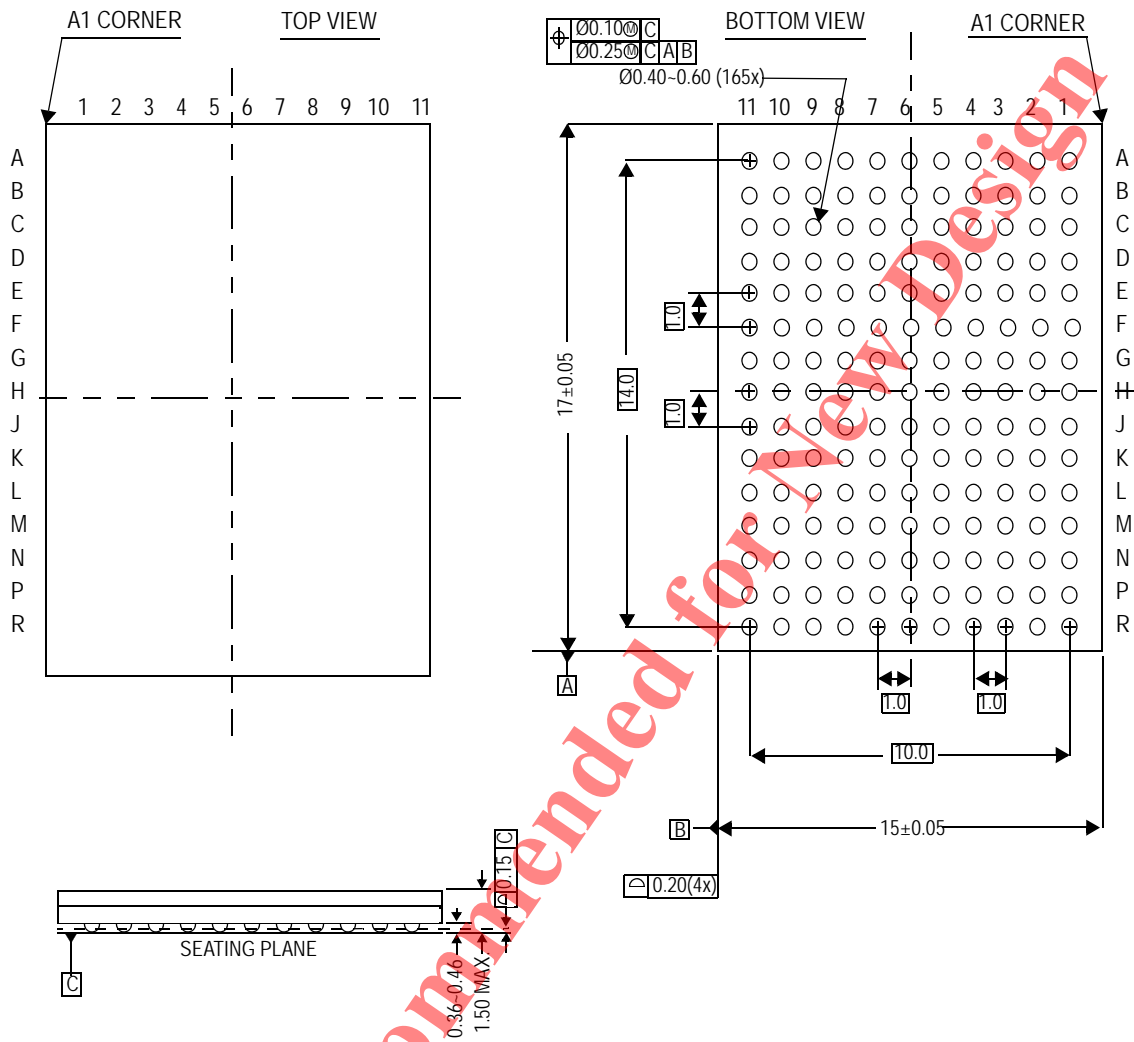 A1 CORNER
TOP VIEW
1 2 3 4 5 6 7 8 9 10 11
A
B
C
D
E
F
G
H
J
K
L
M
N
P
R
Ø0.10Ⓜ C
Ø0.25Ⓜ C A B
BOTTOM VIEW
A1 CORNER
Ø0.40~0.60 (165x)
11 10 9 8 7 6 5 4 3 2 1
A
B
C
D
E
F
G
H
J
K
L
M
N
P
R
17±0.05
14.0
1.0
1.0
A
1.0
1.0
10.0
B
15±0.05
0.20(4x)
SEATING PLANE
C
0.15 C
0.36~0.46
1.50 MAX
ommended for New Design